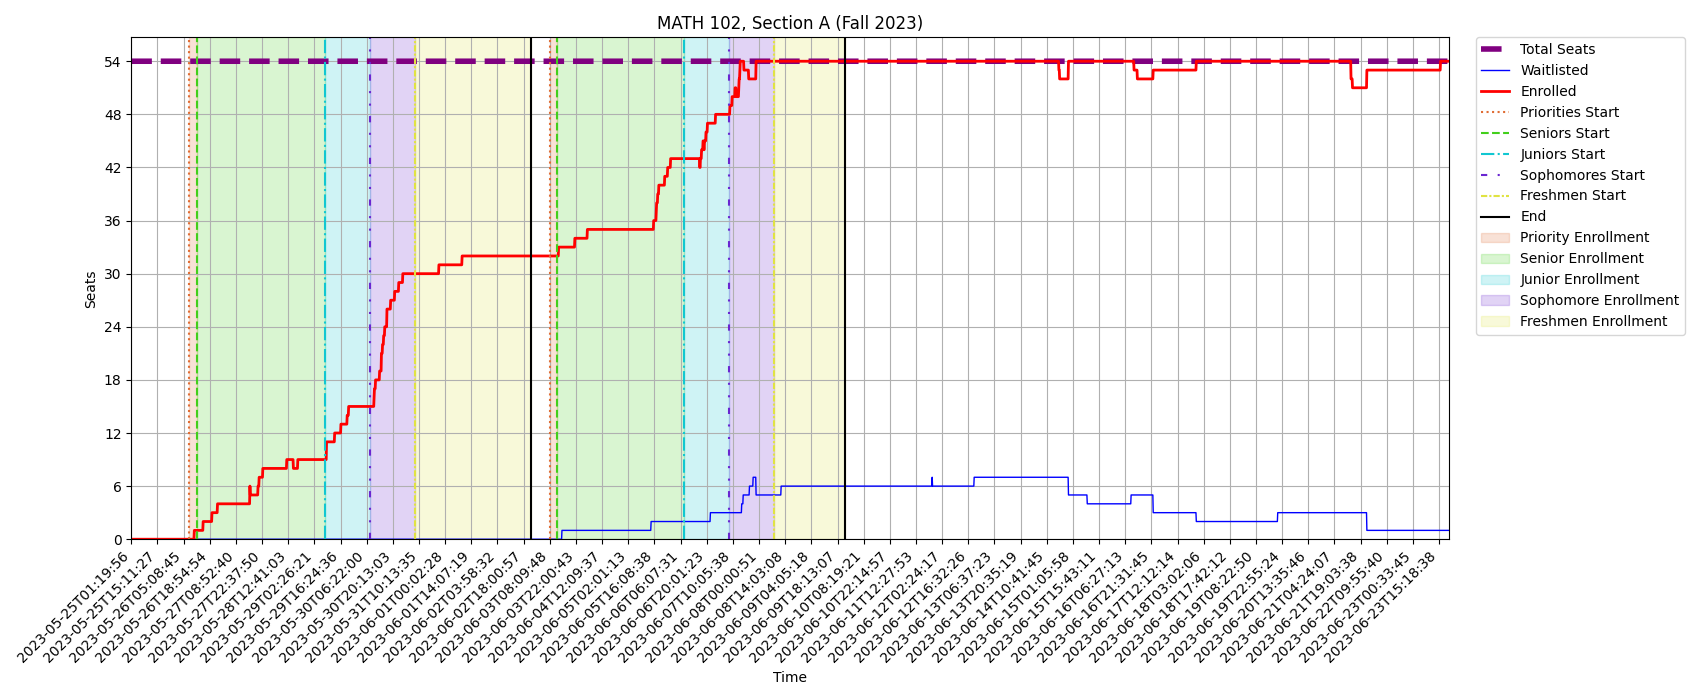 MATH 102, Section A (Fall 2023)
Seats
54
48
42
36
30
24
18
12
6
0
2023-05-25T01:19:56
2023-05-25T15:11:27
2023-05-26T05:08:45
2023-05-26T18:54:54
2023-05-27T08:52:40
2023-05-27T22:37:50
2023-05-28T12:41:03
2023-05-29T02:26:21
2023-05-29T16:24:36
2023-05-30T06:22:00
2023-05-30T20:13:03
2023-05-31T10:13:35
2023-06-01T00:02:28
2023-06-01T14:07:19
2023-06-02T03:58:32
2023-06-02T18:00:57
2023-06-03T08:09:48
2023-06-03T22:00:43
2023-06-04T12:09:37
2023-06-05T02:01:13
2023-06-05T16:08:38
2023-06-06T06:07:31
2023-06-06T20:01:23
2023-06-07T10:05:38
2023-06-08T00:00:51
2023-06-08T14:03:08
2023-06-09T04:05:18
2023-06-09T18:13:07
2023-06-10T08:19:21
2023-06-10T22:14:57
2023-06-11T12:27:53
2023-06-12T02:24:17
2023-06-12T16:32:26
2023-06-13T06:37:23
2023-06-13T20:35:19
2023-06-14T10:41:45
2023-06-15T01:05:58
2023-06-15T15:43:11
2023-06-16T06:27:13
2023-06-16T21:31:45
2023-06-17T12:12:14
2023-06-18T03:02:06
2023-06-18T17:42:12
2023-06-19T08:22:50
2023-06-19T22:55:24
2023-06-20T13:35:46
2023-06-21T04:24:07
2023-06-21T19:03:38
2023-06-22T09:55:40
2023-06-23T00:33:45
2023-06-23T15:18:38
Time
Total Seats
Waitlisted
Enrolled
Priorities Start
Seniors Start
Juniors Start
Sophomores Start
Freshmen Start
End
Priority Enrollment
Senior Enrollment
Junior Enrollment
Sophomore Enrollment
Freshmen Enrollment